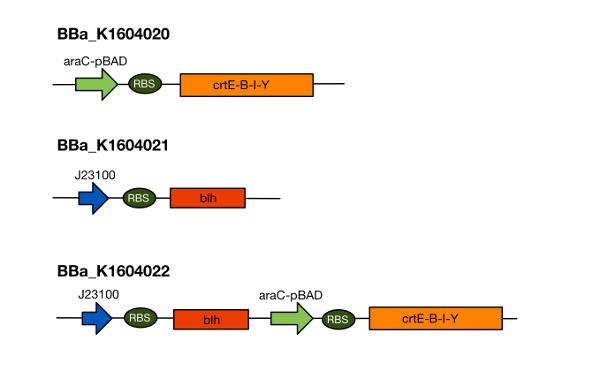 BBa_K1604020
araC-pBAD
RBS
crtE-B-I-Y
BBa_K1604021
J23100
RBS
blh
BBa_K1604022
J23100 araC-pBAD
RBS blh RBS crtE-B-I-Y